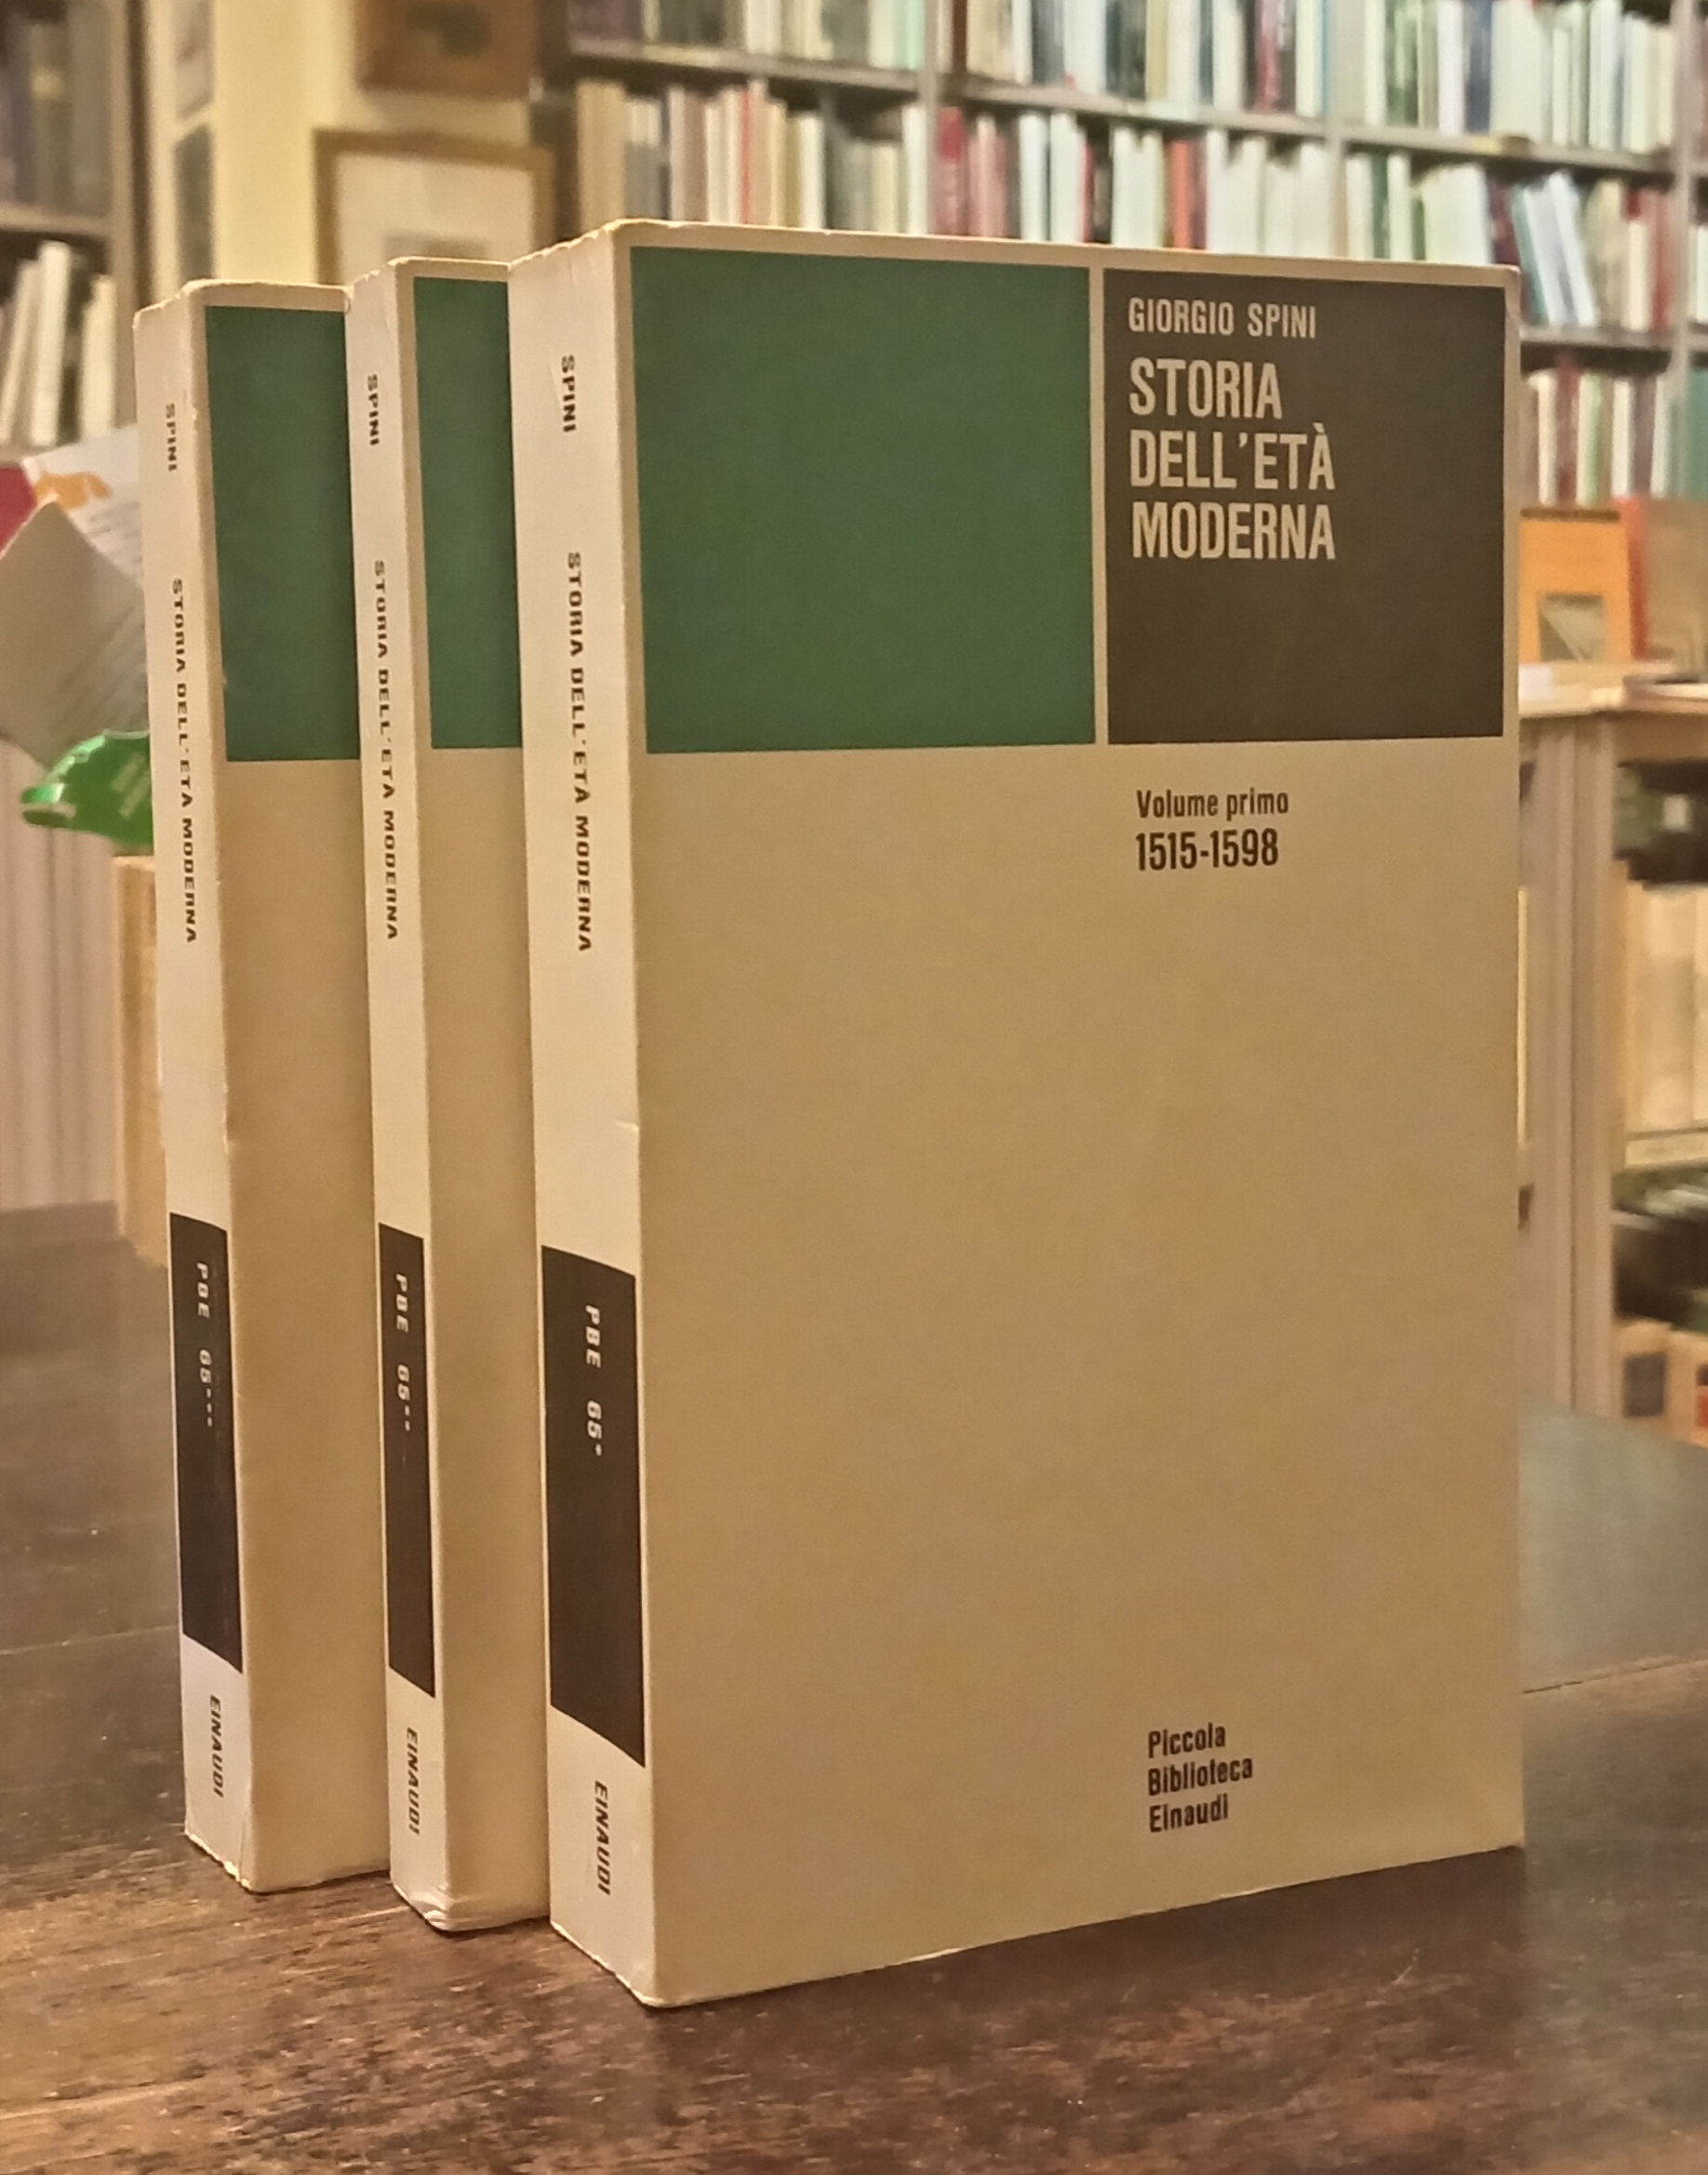 SPINI
STORIA DELL'ETÀ MODERNA
PBE 65***
EINAUDI
SPINI
STORIA DELL'ETÀ MODERNA
PBE 65**
EINAUDI
SPINI
STORIA DELL'ETÀ MODERNA
PBE 65*
EINAUDI
GIORGIO SPINI
STORIA
DELL'ETÀ
MODERNA
Volume primo
1515-1598
Piccola
Biblioteca
Einaudi